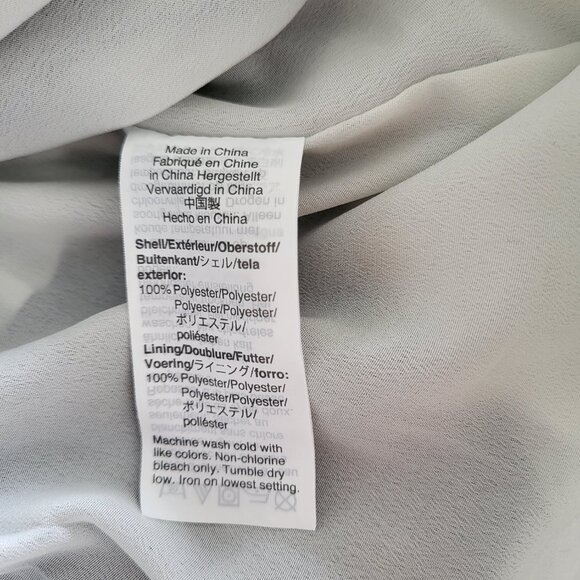 Made in China
Fabriqué en Chine
in China Hergestellt
Vervaardigd in China
中国製
Hecho en China
Shell/Extérieur/Oberstoff/
Buitenkant/シェル/tela
exterior:
100% Polyester/Polyester/
Polyester/Polyester/
ポリエステル/
poliéster
Lining/Doublure/Futter/
Voering/ライニング/forro:
100% Polyester/Polyester/
Polyester/Polyester/
ポリエステル/
poliéster
Machine wash cold with
like colors. Non-chlorine
bleach only. Tumble dry
low. Iron on lowest setting.